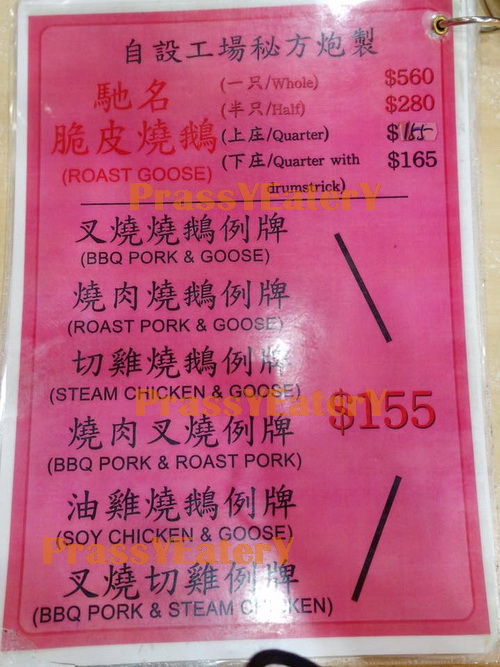 自設工場秘方炮製
馳名
脆皮燒鵝
(ROAST GOOSE)
(一只/Whole) $560
(半只/Half) $280
(上庄/Quarter) $155
(下庄/Quarter with $165
drumstrick)
PrassYEaterY
叉燒燒鵝例牌
(BBQ PORK & GOOSE)
燒肉燒鵝例牌
(ROAST PORK & GOOSE)
切雞燒鵝例牌
(STEAM CHICKEN & GOOSE)
PrassYEaterY
$155
燒肉叉燒例牌
(BBQ PORK & ROAST PORK)
油雞燒鵝例牌
(SOY CHICKEN & GOOSE)
PrassYEaterY
叉燒切雞例牌
(BBQ PORK & STEAM CHICKEN)